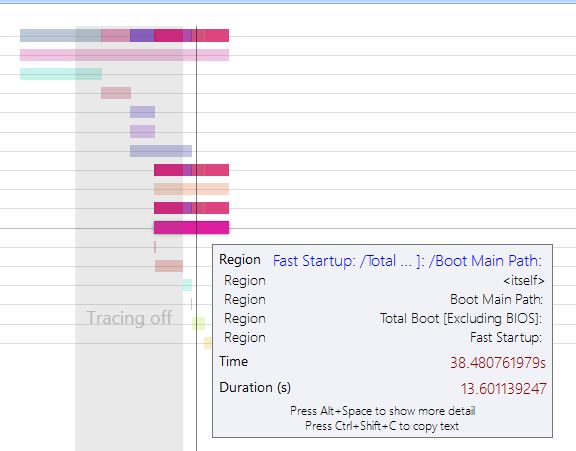 Tracing off
Region Fast Startup: /Total ... ]: /Boot Main Path:
Region <itself>
Region Boot Main Path:
Region Total Boot [Excluding BIOS]:
Region Fast Startup:
Time 38.480761979s
Duration (s) 13.601139247
Press Alt+Space to show more detail
Press Ctrl+Shift+C to copy text